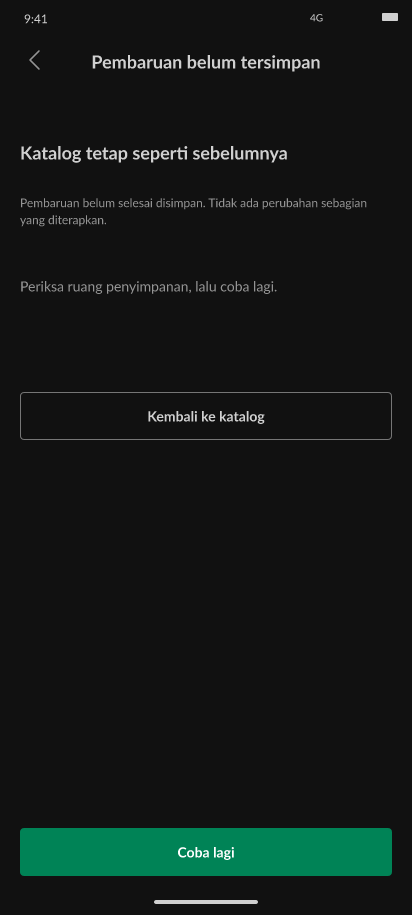 9:41
4G
Pembaruan belum tersimpan
Katalog tetap seperti sebelumnya
Pembaruan belum selesai disimpan. Tidak ada perubahan sebagian
yang diterapkan.
Periksa ruang penyimpanan, lalu coba lagi.
Kembali ke katalog
Coba lagi